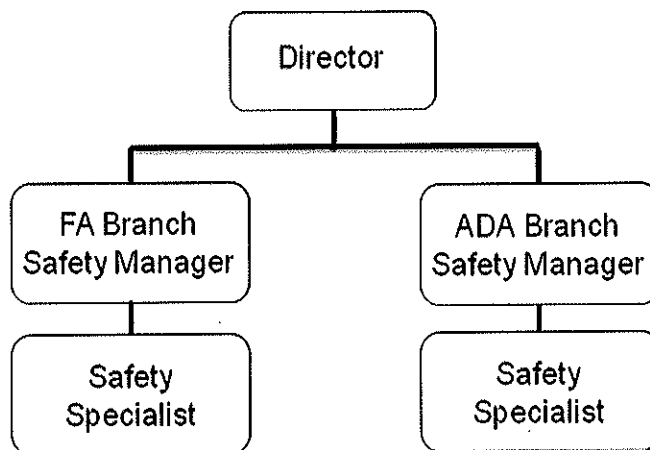 Director
FA Branch
Safety Manager
ADA Branch
Safety Manager
Safety
Specialist
Safety
Specialist